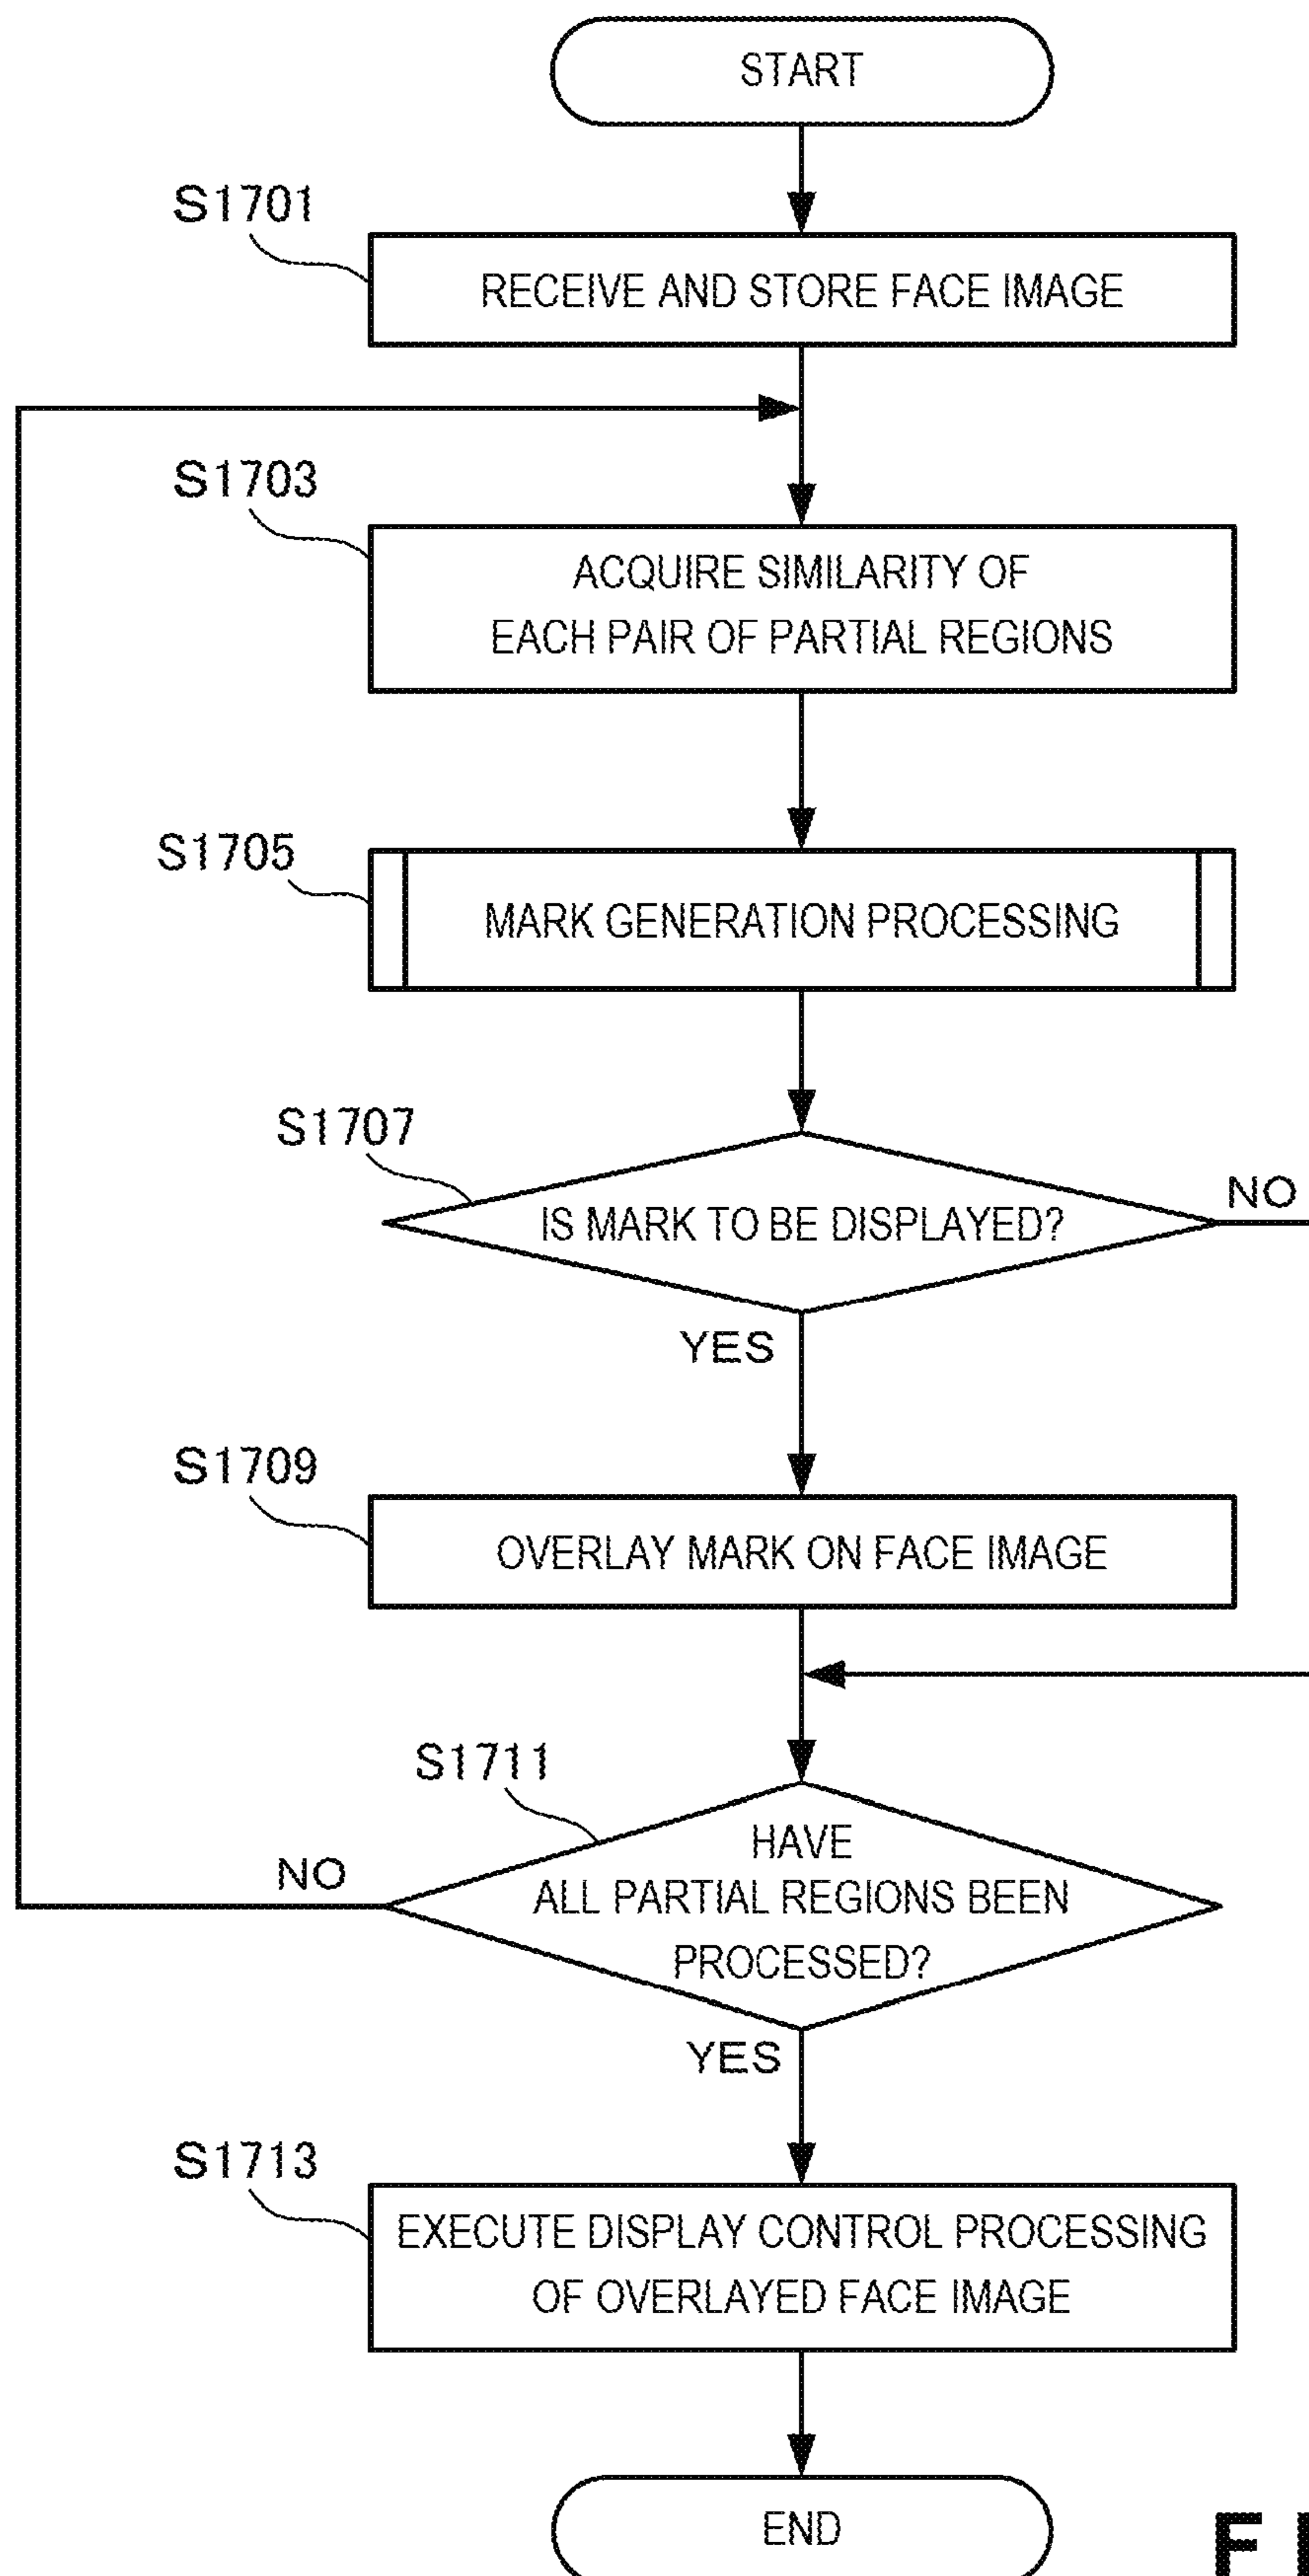 START
S1701
RECEIVE AND STORE FACE IMAGE
S1703
ACQUIRE SIMILARITY OF
EACH PAIR OF PARTIAL REGIONS
S1705
MARK GENERATION PROCESSING
S1707
IS MARK TO BE DISPLAYED?
NO
YES
S1709
OVERLAY MARK ON FACE IMAGE
S1711
HAVE
ALL PARTIAL REGIONS BEEN
PROCESSED?
NO
YES
S1713
EXECUTE DISPLAY CONTROL PROCESSING
OF OVERLAYED FACE IMAGE
END